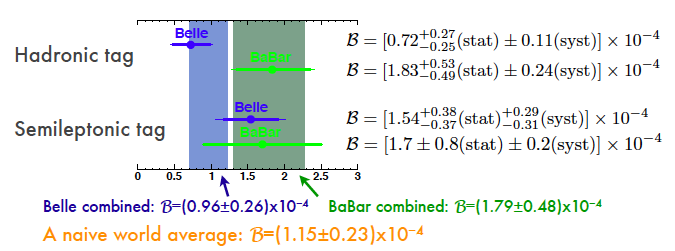 Belle
Hadronic tag
BaBar
B = [0.72+0.27−0.25(stat) ± 0.11(syst)] × 10−4
B = [1.83+0.53−0.49(stat) ± 0.24(syst)] × 10−4
Belle
Semileptonic tag
BaBar
B = [1.54+0.38−0.37(stat)+0.29−0.31(syst)] × 10−4
B = [1.7 ± 0.8(stat) ± 0.2(syst)] × 10−4
0 0.5 1 1.5 2 2.5 3
Belle combined: B=(0.96±0.26)x10−4 BaBar combined: B=(1.79±0.48)x10−4
A naive world average: B=(1.15±0.23)x10−4